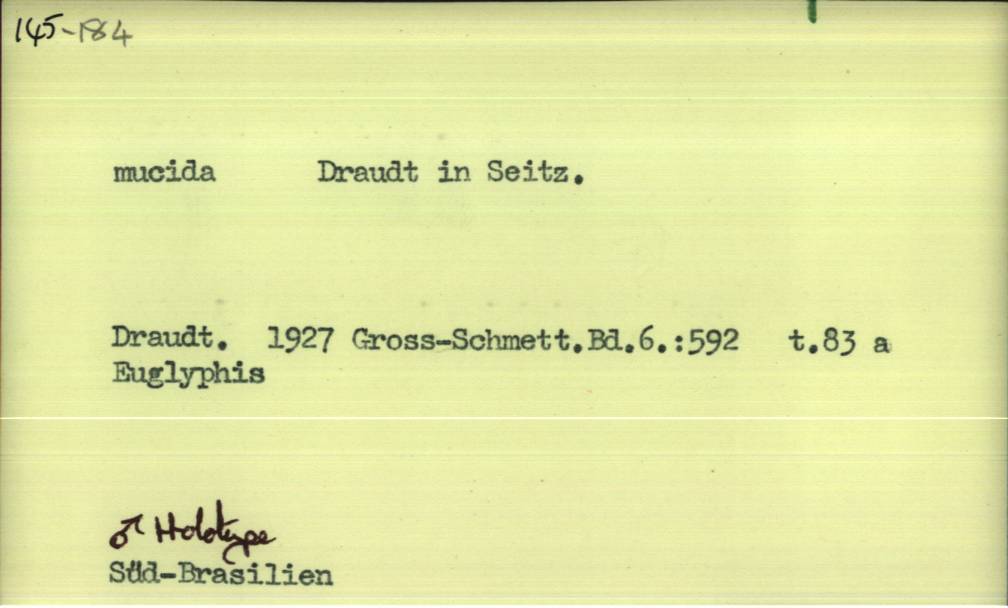 145-184
mucida Draudt in Seitz.
Draudt. 1927 Gross-Schmett.Bd.6.:592 t.83 a
Euglyphis
♂ Holotype
Süd-Brasilien